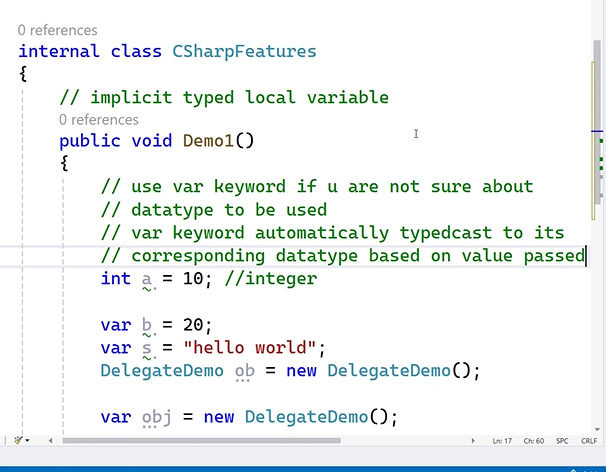 0 references
internal class CSharpFeatures
{
// implicit typed local variable
0 references
public void Demo1()
{
// use var keyword if u are not sure about
// datatype to be used
// var keyword automatically typedcast to its
// corresponding datatype based on value passed
int a = 10; //integer
var b = 20;
var s = "hello world";
DelegateDemo ob = new DelegateDemo();
var obj = new DelegateDemo();
Ln: 17 Ch: 60 SPC CRLF